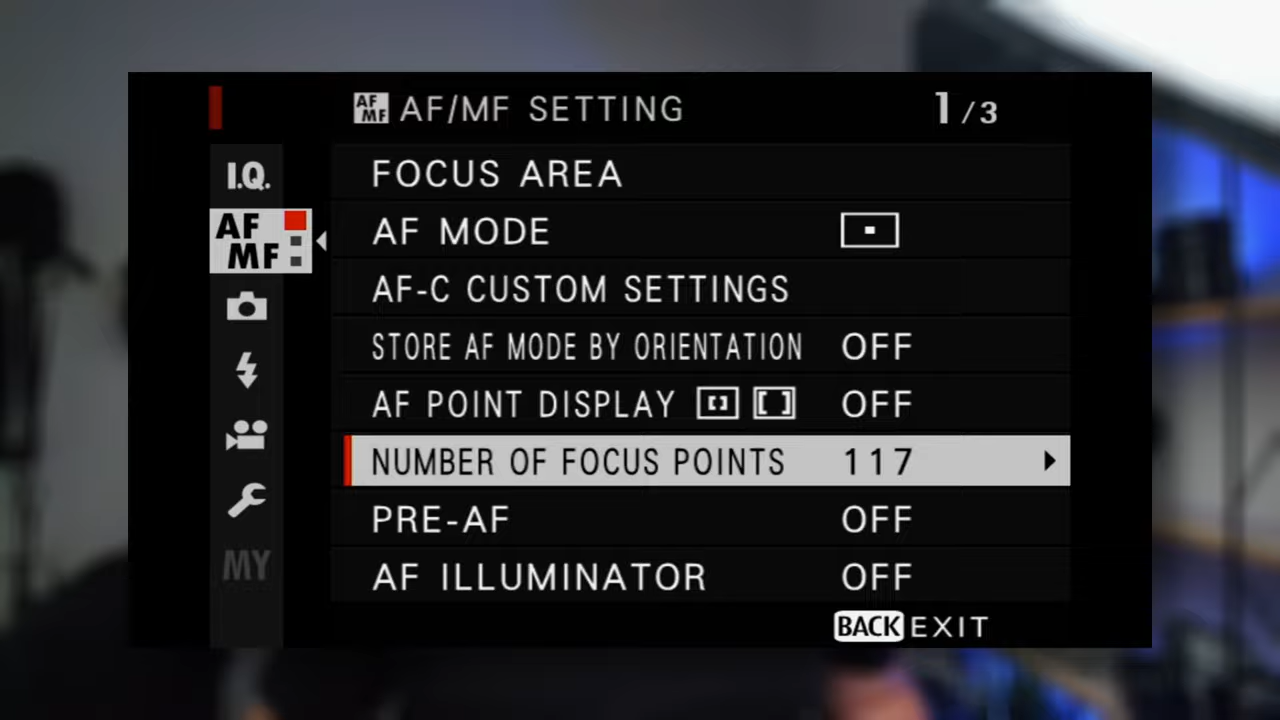 AF MF AF/MF SETTING 1/3
I.Q.
AF MF
MY
FOCUS AREA
AF MODE
AF-C CUSTOM SETTINGS
STORE AF MODE BY ORIENTATION OFF
AF POINT DISPLAY OFF
NUMBER OF FOCUS POINTS 117
PRE-AF OFF
AF ILLUMINATOR OFF
BACK EXIT